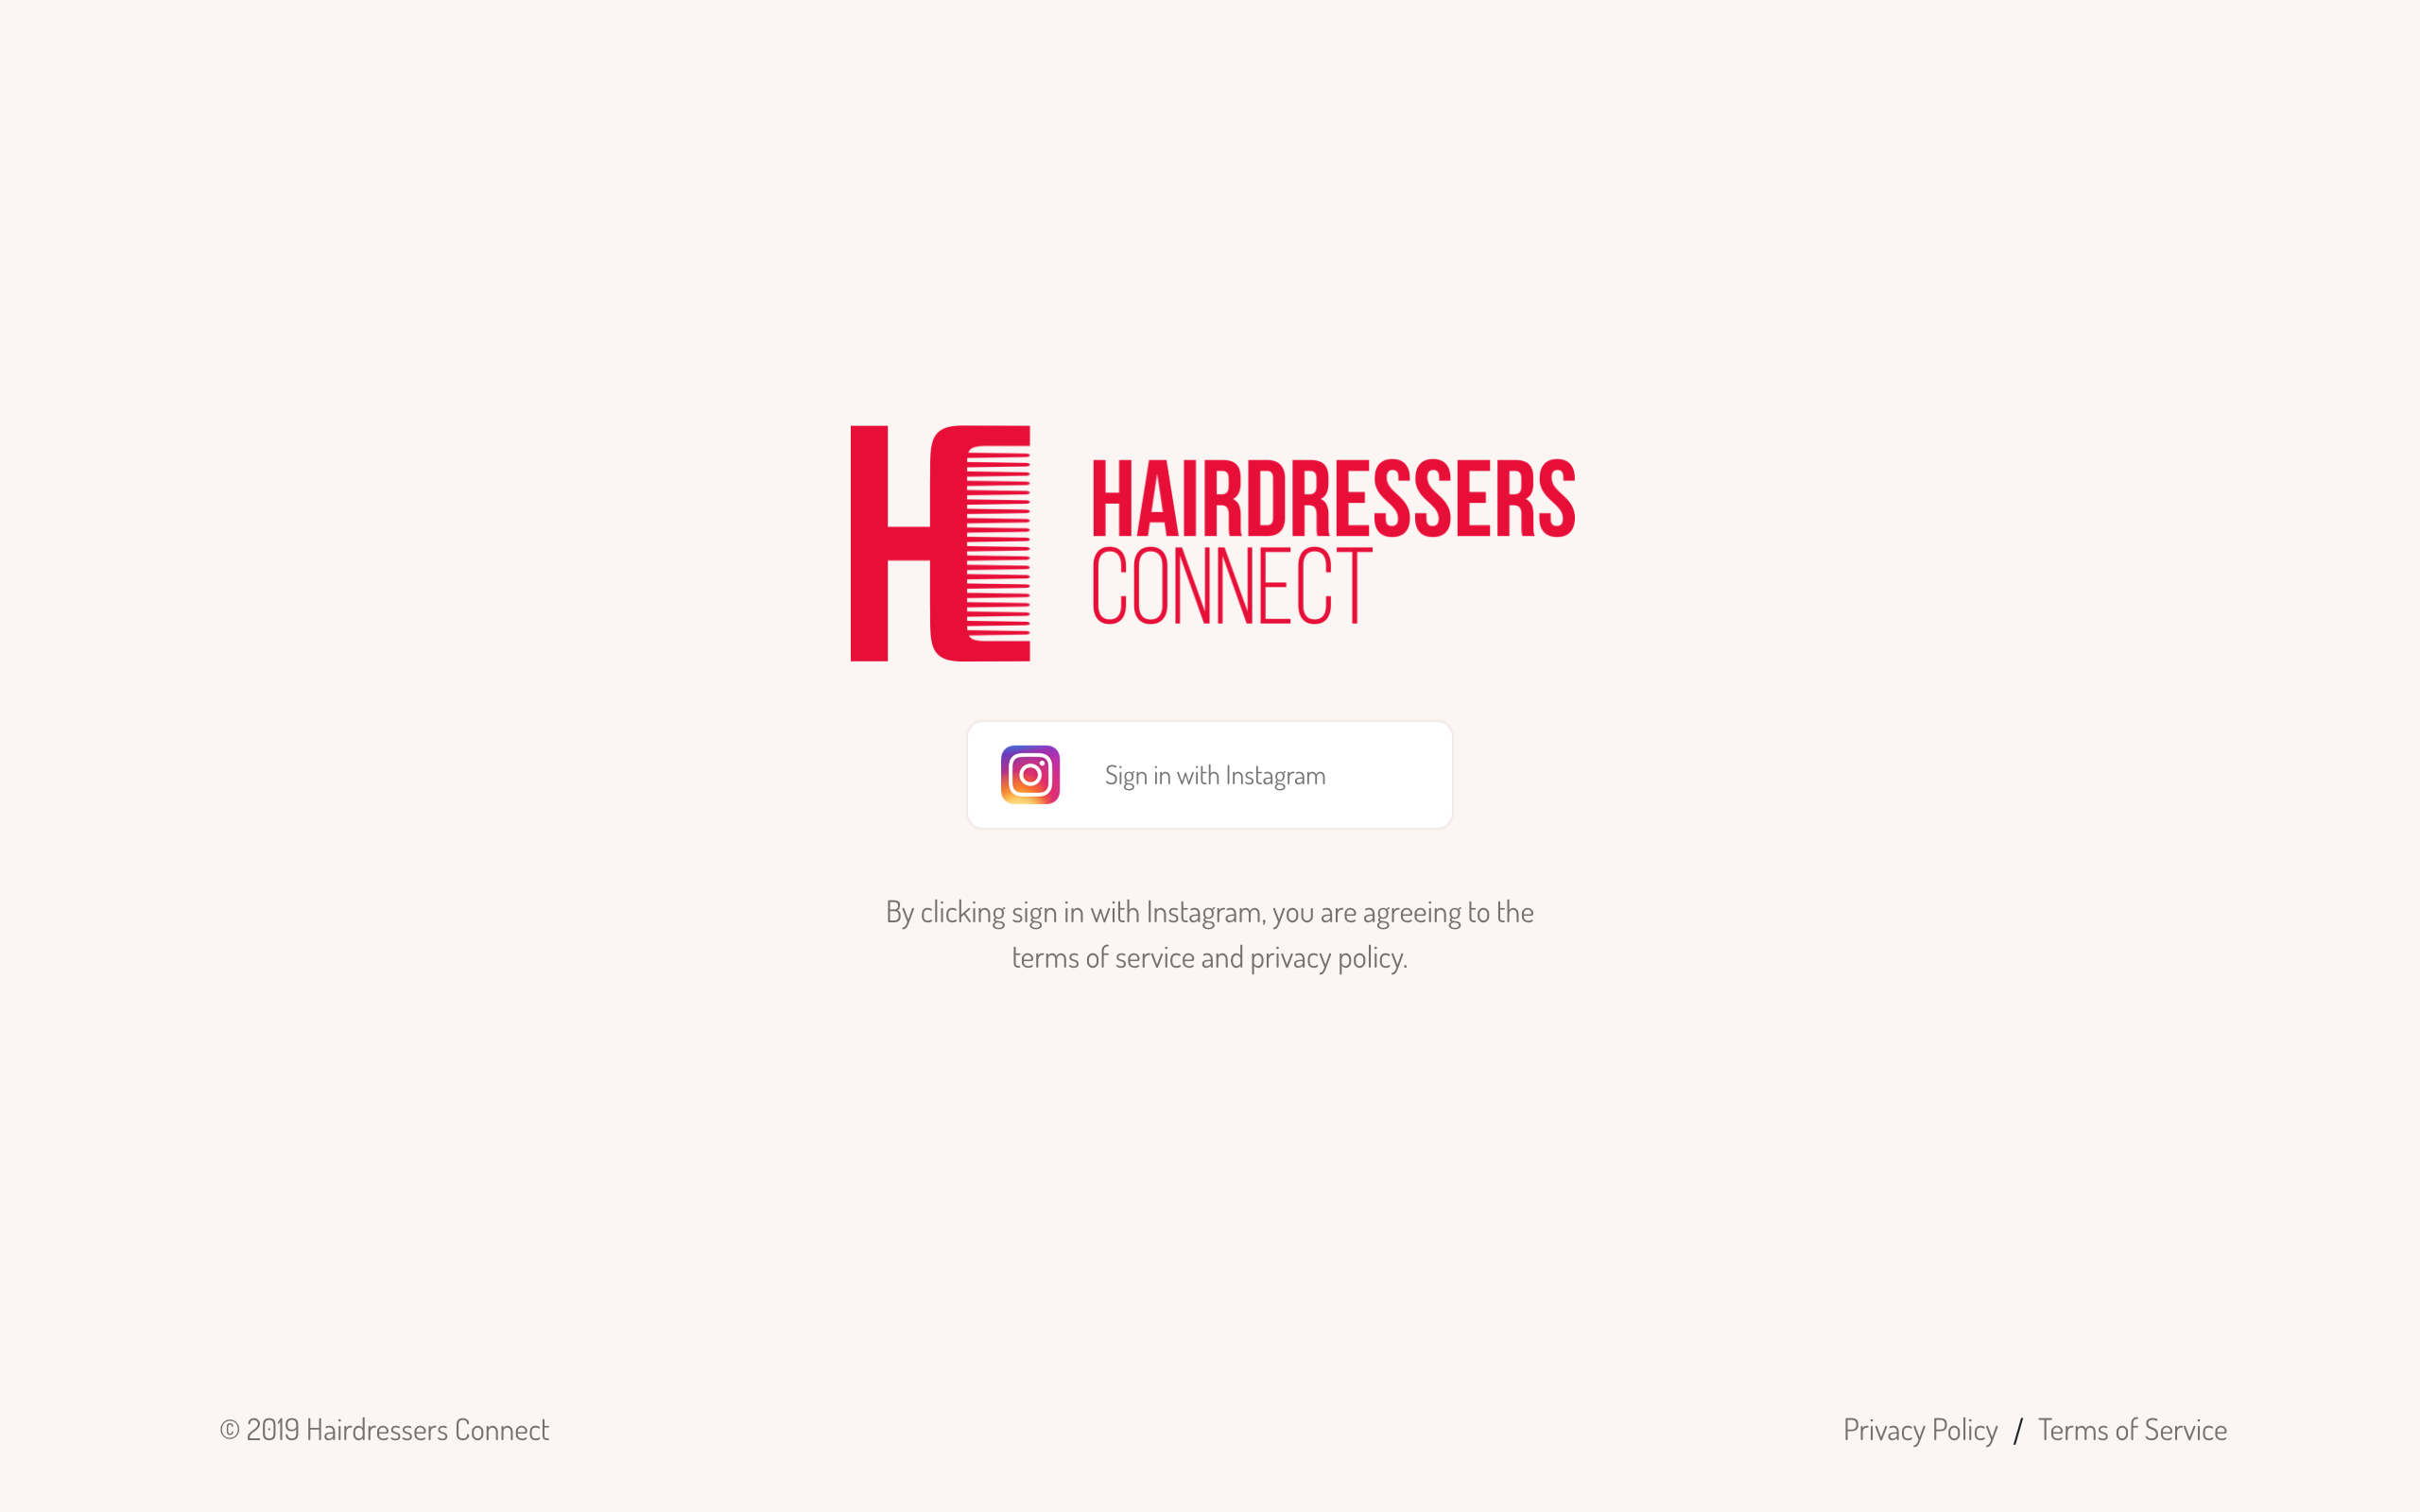 HAIRDRESSERS
CONNECT
Sign in with Instagram
By clicking sign in with Instagram, you are agreeing to the
terms of service and privacy policy.
© 2019 Hairdressers Connect
Privacy Policy / Terms of Service